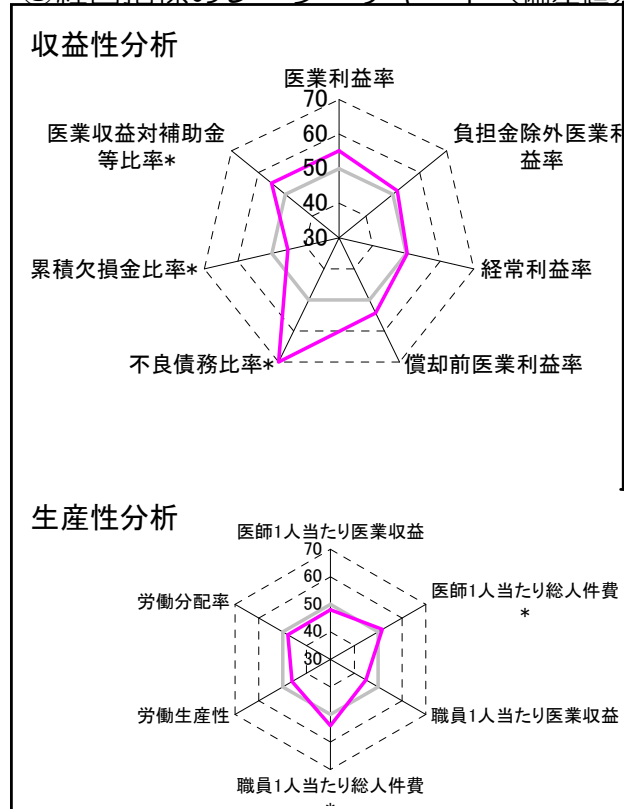 収益性分析
医業利益率
70
60
50
40
30
医業収益対補助金
等比率*
負担金除外医業利
益率
累積欠損金比率*
経常利益率
不良債務比率*
償却前医業利益率
生産性分析
医師1人当たり医業収益
70
60
50
40
30
労働分配率
医師1人当たり総人件費
*
労働生産性
職員1人当たり医業収益
職員1人当たり総人件費
*